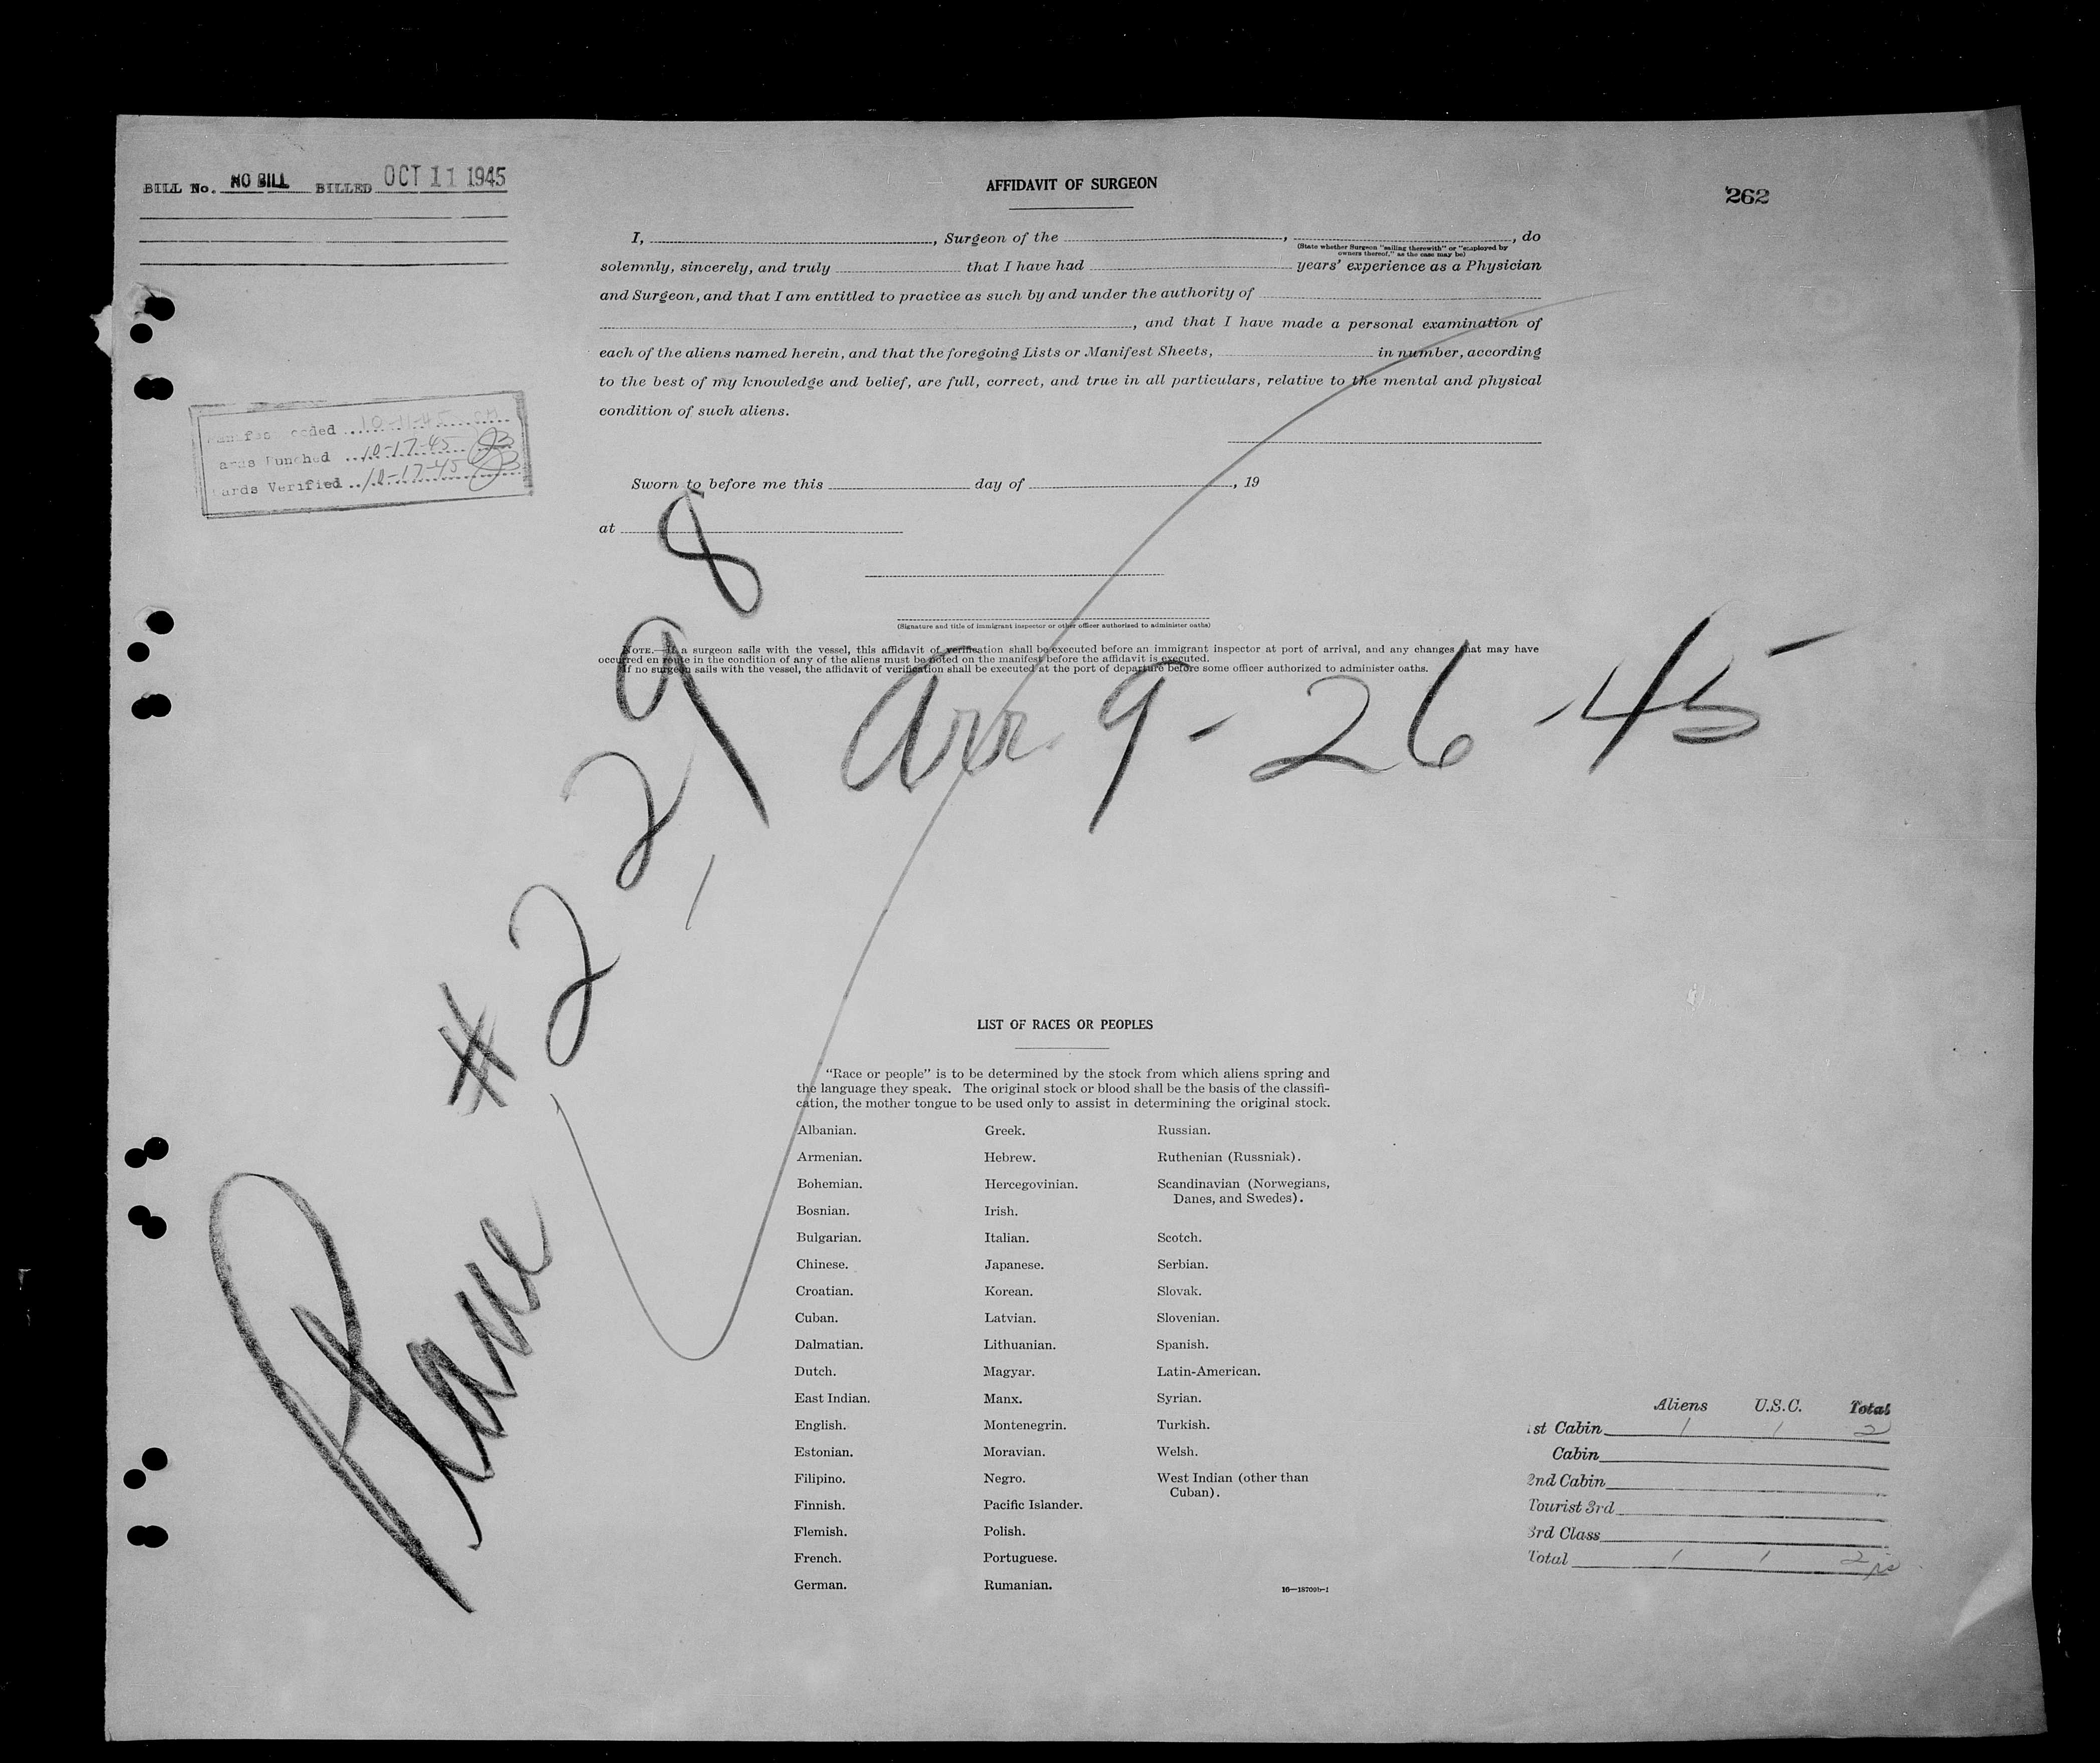 BILL No. NO BILL BILLED OCT 11 1945
AFFIDAVIT OF SURGEON
262
I, , Surgeon of the , , do
(State whether Surgeon "sailing therewith" or "employed by
owners thereof," as the case may be)
solemnly, sincerely, and truly that I have had years' experience as a Physician
and Surgeon, and that I am entitled to practice as such by and under the authority of
, and that I have made a personal examination of
each of the aliens named herein, and that the foregoing Lists or Manifest Sheets, in number, according
to the best of my knowledge and belief, are full, correct, and true in all particulars, relative to the mental and physical
condition of such aliens.
oded 10-11-45
ards Punched 10-17-45
ards Verified 10-17-45
Sworn to before me this day of , 19
at
(Signature and title of immigrant inspector or other officer authorized to administer oaths)
NOTE.—If a surgeon sails with the vessel, this affidavit of verification shall be executed before an immigrant inspector at port of arrival, and any changes that may have
occurred en route in the condition of any of the aliens must be noted on the manifest before the affidavit is executed.
If no surgeon sails with the vessel, the affidavit of verification shall be executed at the port of departure before some officer authorized to administer oaths.
Plane #22,98
Arr. 9-26-45-
LIST OF RACES OR PEOPLES
"Race or people" is to be determined by the stock from which aliens spring and
the language they speak. The original stock or blood shall be the basis of the classifi-
cation, the mother tongue to be used only to assist in determining the original stock.
Albanian. Greek. Russian.
Armenian. Hebrew. Ruthenian (Russniak).
Bohemian. Hercegovinian. Scandinavian (Norwegians,
Danes, and Swedes).
Bosnian. Irish.
Bulgarian. Italian. Scotch.
Chinese. Japanese. Serbian.
Croatian. Korean. Slovak.
Cuban. Latvian. Slovenian.
Dalmatian. Lithuanian. Spanish.
Dutch. Magyar. Latin-American.
East Indian. Manx. Syrian.
English. Montenegrin. Turkish.
Estonian. Moravian. Welsh.
Filipino. Negro. West Indian (other than
Cuban).
Finnish. Pacific Islander.
Flemish. Polish.
French. Portuguese.
German. Rumanian.
16—18700b-1
Aliens U.S.C. Total
1st Cabin 1 1 2
Cabin
2nd Cabin
Tourist 3rd
3rd Class
Total 1 1 2